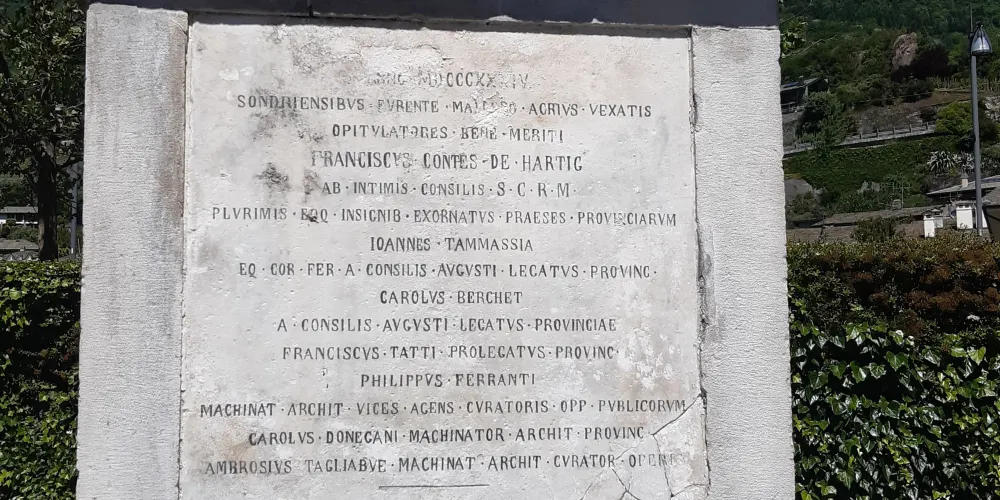 ANNO MDCCCXXXIV.
SONDRIENSIBVS · FVRENTE · MALLERO · ACRIVS · VEXATIS
OPITVLATORES · BENE · MERITI
FRANCISCVS · COMES · DE · HARTIG
AB · INTIMIS · CONSILIS · S · C · R · M ·
PLVRIMIS · EQQ · INSIGNIB · EXORNATVS · PRAESES · PROVINCIARVM
IOANNES · TAMMASSIA
EQ · COR · FER · A · CONSILIS · AVGVSTI · LEGATVS · PROVINC ·
CAROLVS · BERCHET
A · CONSILIS · AVGVSTI · LEGATVS · PROVINCIAE
FRANCISCVS · TATTI · PROLEGATVS · PROVINC ·
PHILIPPVS · FERRANTI
MACHINAT · ARCHIT · VICES · AGENS · CVRATORIS · OPP · PVBLICORVM
CAROLVS · DONEGANI · MACHINATOR · ARCHIT · PROVINC
AMBROSIVS · TAGLIABVE · MACHINAT · ARCHIT · CVRATOR ·